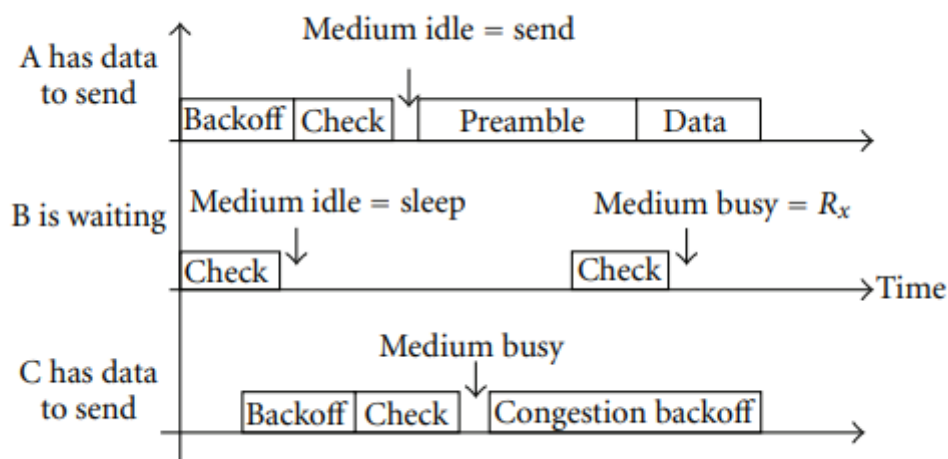 Medium idle = send
A has data
to send
Backoff Check Preamble Data
Medium idle = sleep Medium busy = Rx
B is waiting
Check Check
Time
Medium busy
C has data
to send
Backoff Check Congestion backoff